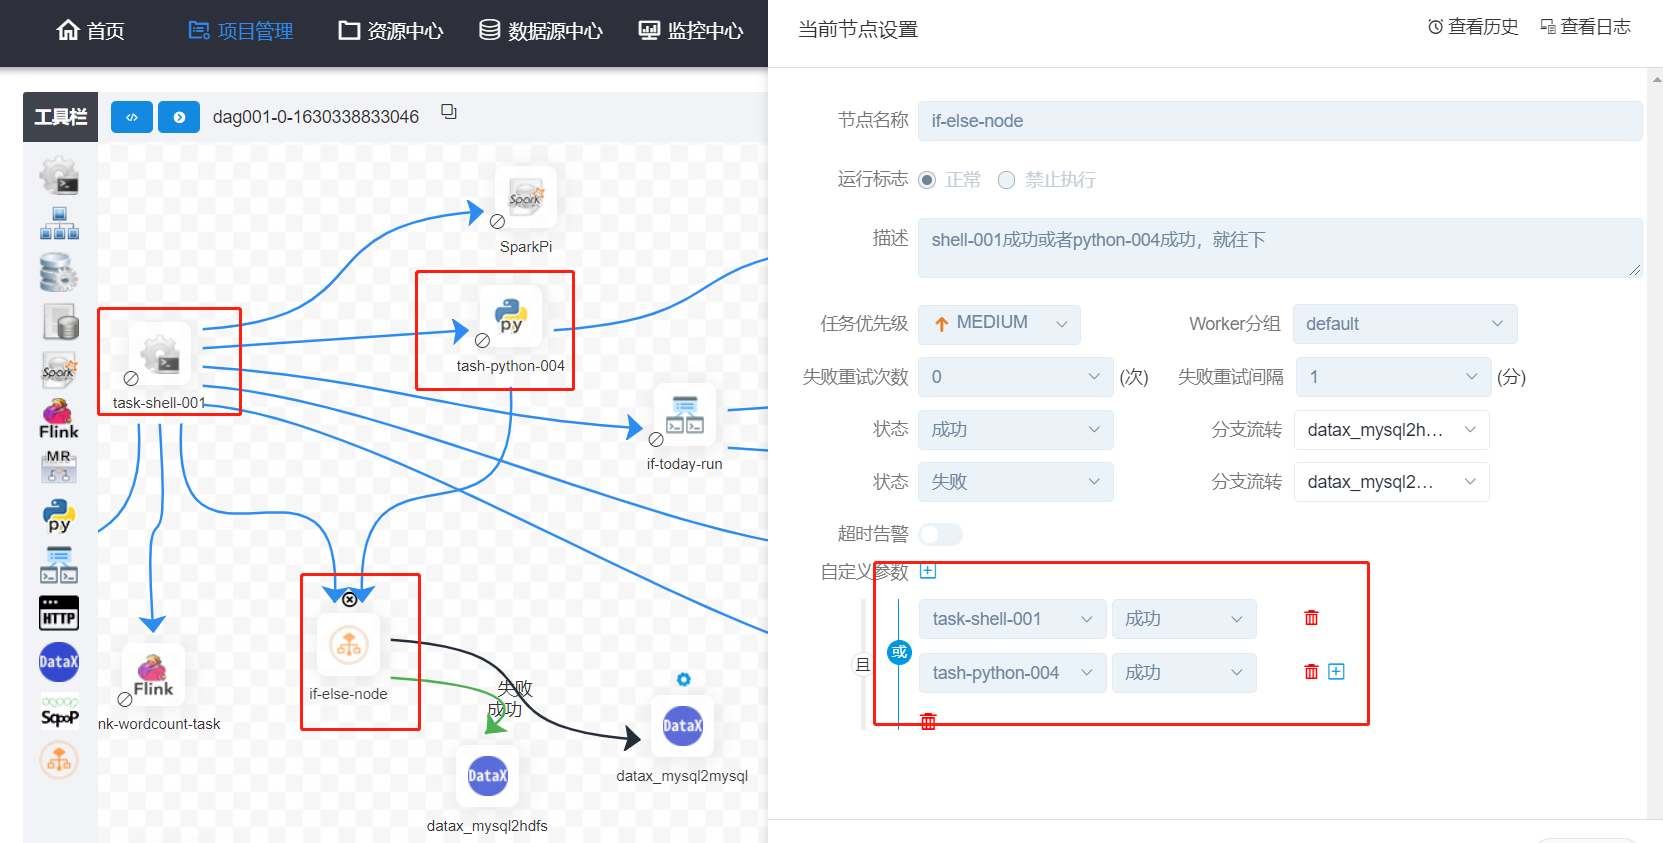 首页
项目管理
资源中心
数据源中心
监控中心
当前节点设置
查看历史
查看日志
工具栏
dag001-0-1630338833046
Spark
Flink
MR
py
HTTP
DataX
Sqoop
Spark
SparkPi
py
tash-python-004
task-shell-001
if-today-run
Flink
nk-wordcount-task
if-else-node
失败
成功
DataX
datax_mysql2mysql
DataX
datax_mysql2hdfs
节点名称
if-else-node
运行标志
正常
禁止执行
描述
shell-001成功或者python-004成功，就往下
任务优先级
MEDIUM
Worker分组
default
失败重试次数
0
(次)
失败重试间隔
1
(分)
状态
成功
分支流转
datax_mysql2h...
状态
失败
分支流转
datax_mysql2...
超时告警
自定义参数
且
或
task-shell-001
成功
tash-python-004
成功